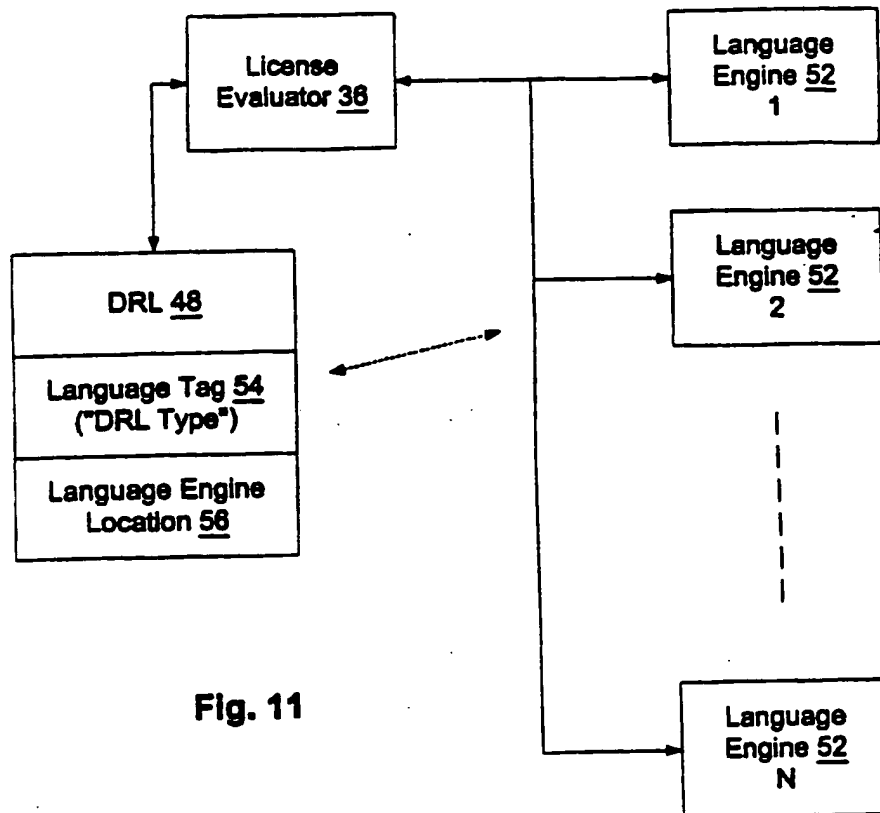 License
Evaluator 36
Language
Engine 52
1
Language
Engine 52
2
DRL 48
Language Tag 54
("DRL Type")
Language Engine
Location 56
Language
Engine 52
N
Fig. 11